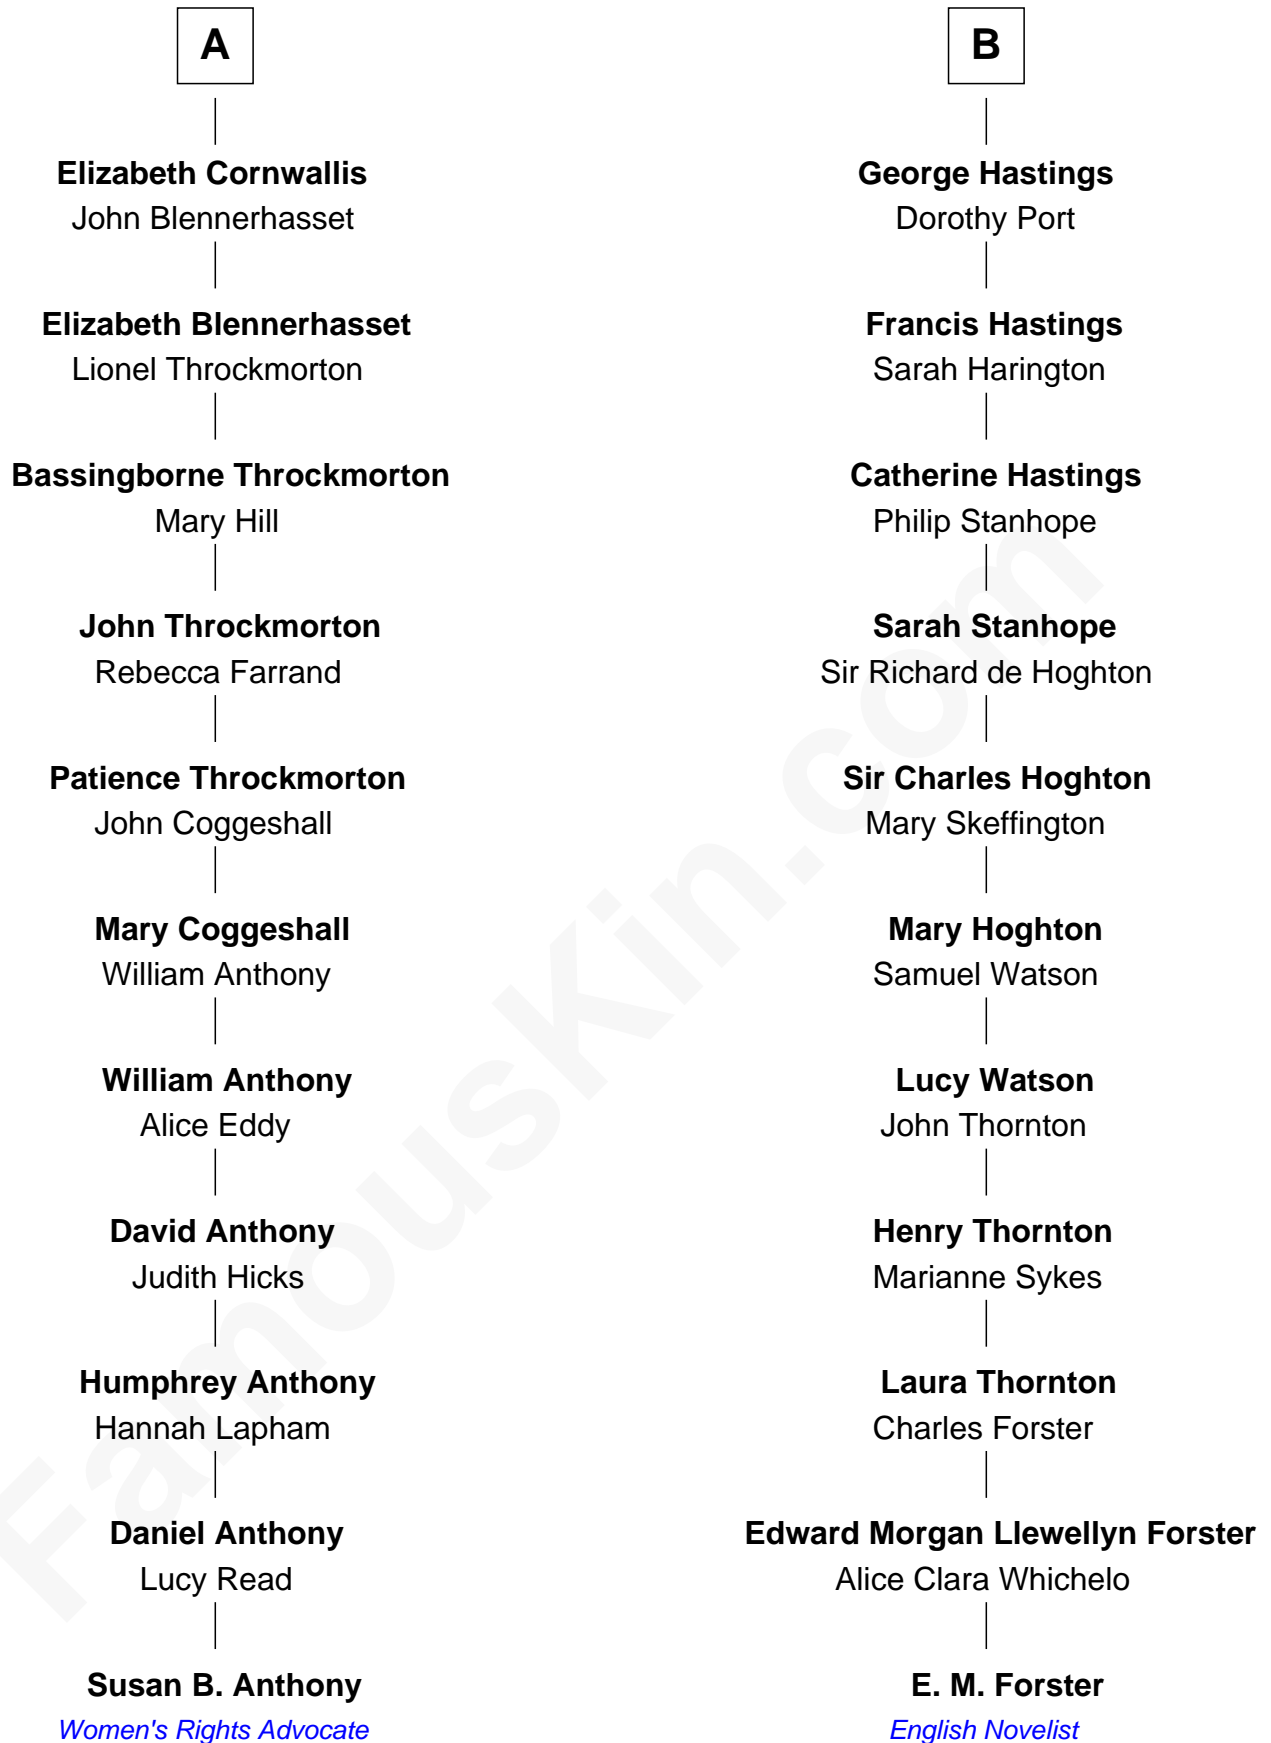 A
Elizabeth Cornwallis
John Blennerhasset
Elizabeth Blennerhasset
Lionel Throckmorton
Bassingborne Throckmorton
Mary Hill
John Throckmorton
Rebecca Farrand
Patience Throckmorton
John Coggeshall
Mary Coggeshall
William Anthony
William Anthony
Alice Eddy
David Anthony
Judith Hicks
Humphrey Anthony
Hannah Lapham
Daniel Anthony
Lucy Read
Susan B. Anthony
Women's Rights Advocate
B
George Hastings
Dorothy Port
Francis Hastings
Sarah Harington
Catherine Hastings
Philip Stanhope
Sarah Stanhope
Sir Richard de Hoghton
Sir Charles Hoghton
Mary Skeffington
Mary Hoghton
Samuel Watson
Lucy Watson
John Thornton
Henry Thornton
Marianne Sykes
Laura Thornton
Charles Forster
Edward Morgan Llewellyn Forster
Alice Clara Whichelo
E. M. Forster
English Novelist
FamousKin.com